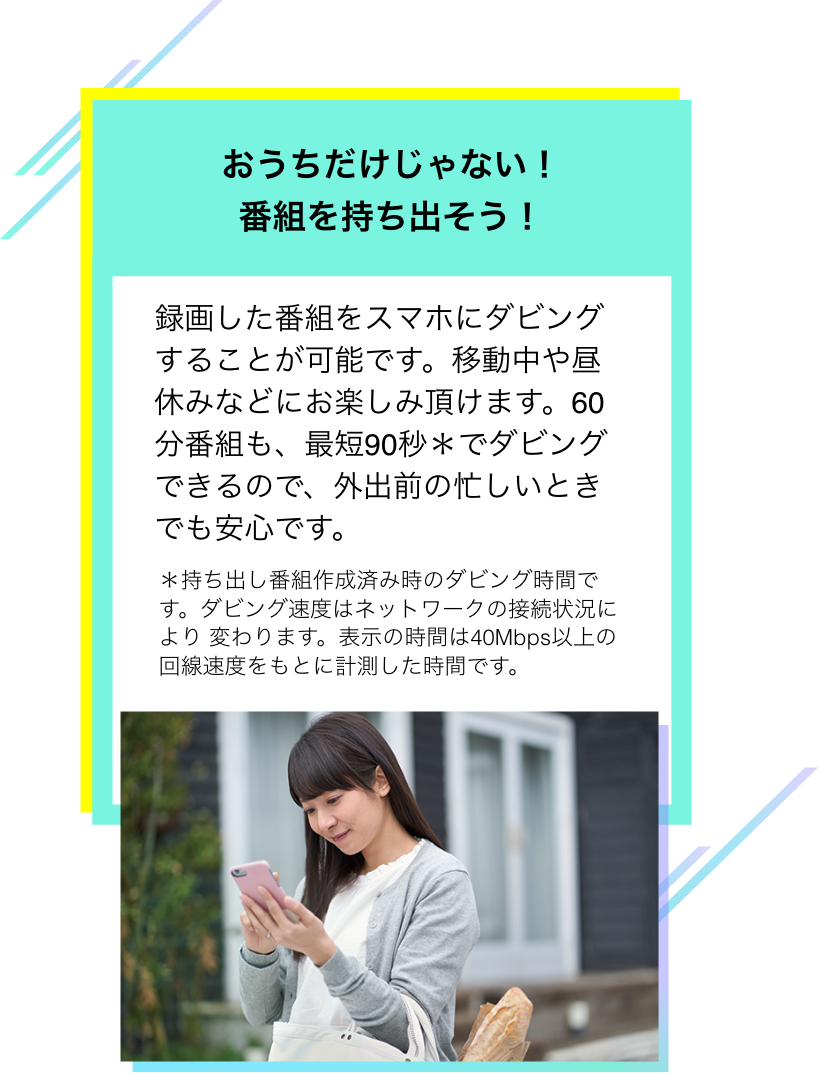 おうちだけじゃない！
番組を持ち出そう！
録画した番組をスマホにダビング
することが可能です。移動中や昼
休みなどにお楽しみ頂けます。60
分番組も、最短90秒＊でダビング
できるので、外出前の忙しいとき
でも安心です。
＊持ち出し番組作成済み時のダビング時間で
す。ダビング速度はネットワークの接続状況に
より 変わります。表示の時間は40Mbps以上の
回線速度をもとに計測した時間です。